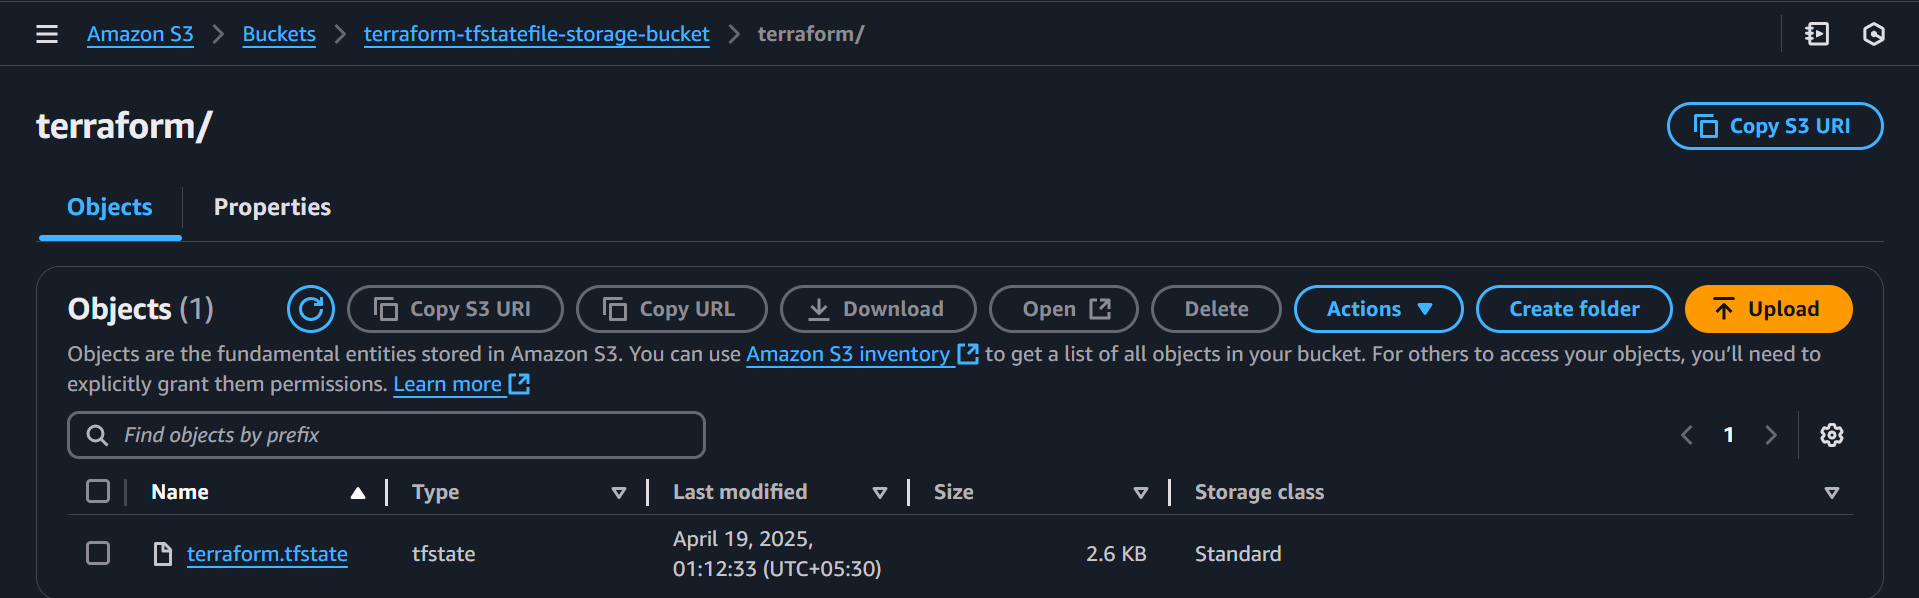 Amazon S3 > Buckets > terraform-tfstatefile-storage-bucket > terraform/
terraform/
Copy S3 URI
Objects Properties
Objects (1) Copy S3 URI Copy URL Download Open Delete Actions Create folder Upload
Objects are the fundamental entities stored in Amazon S3. You can use Amazon S3 inventory to get a list of all objects in your bucket. For others to access your objects, you’ll need to
explicitly grant them permissions. Learn more
Find objects by prefix
1
Name Type Last modified Size Storage class
terraform.tfstate tfstate April 19, 2025, 2.6 KB Standard
01:12:33 (UTC+05:30)